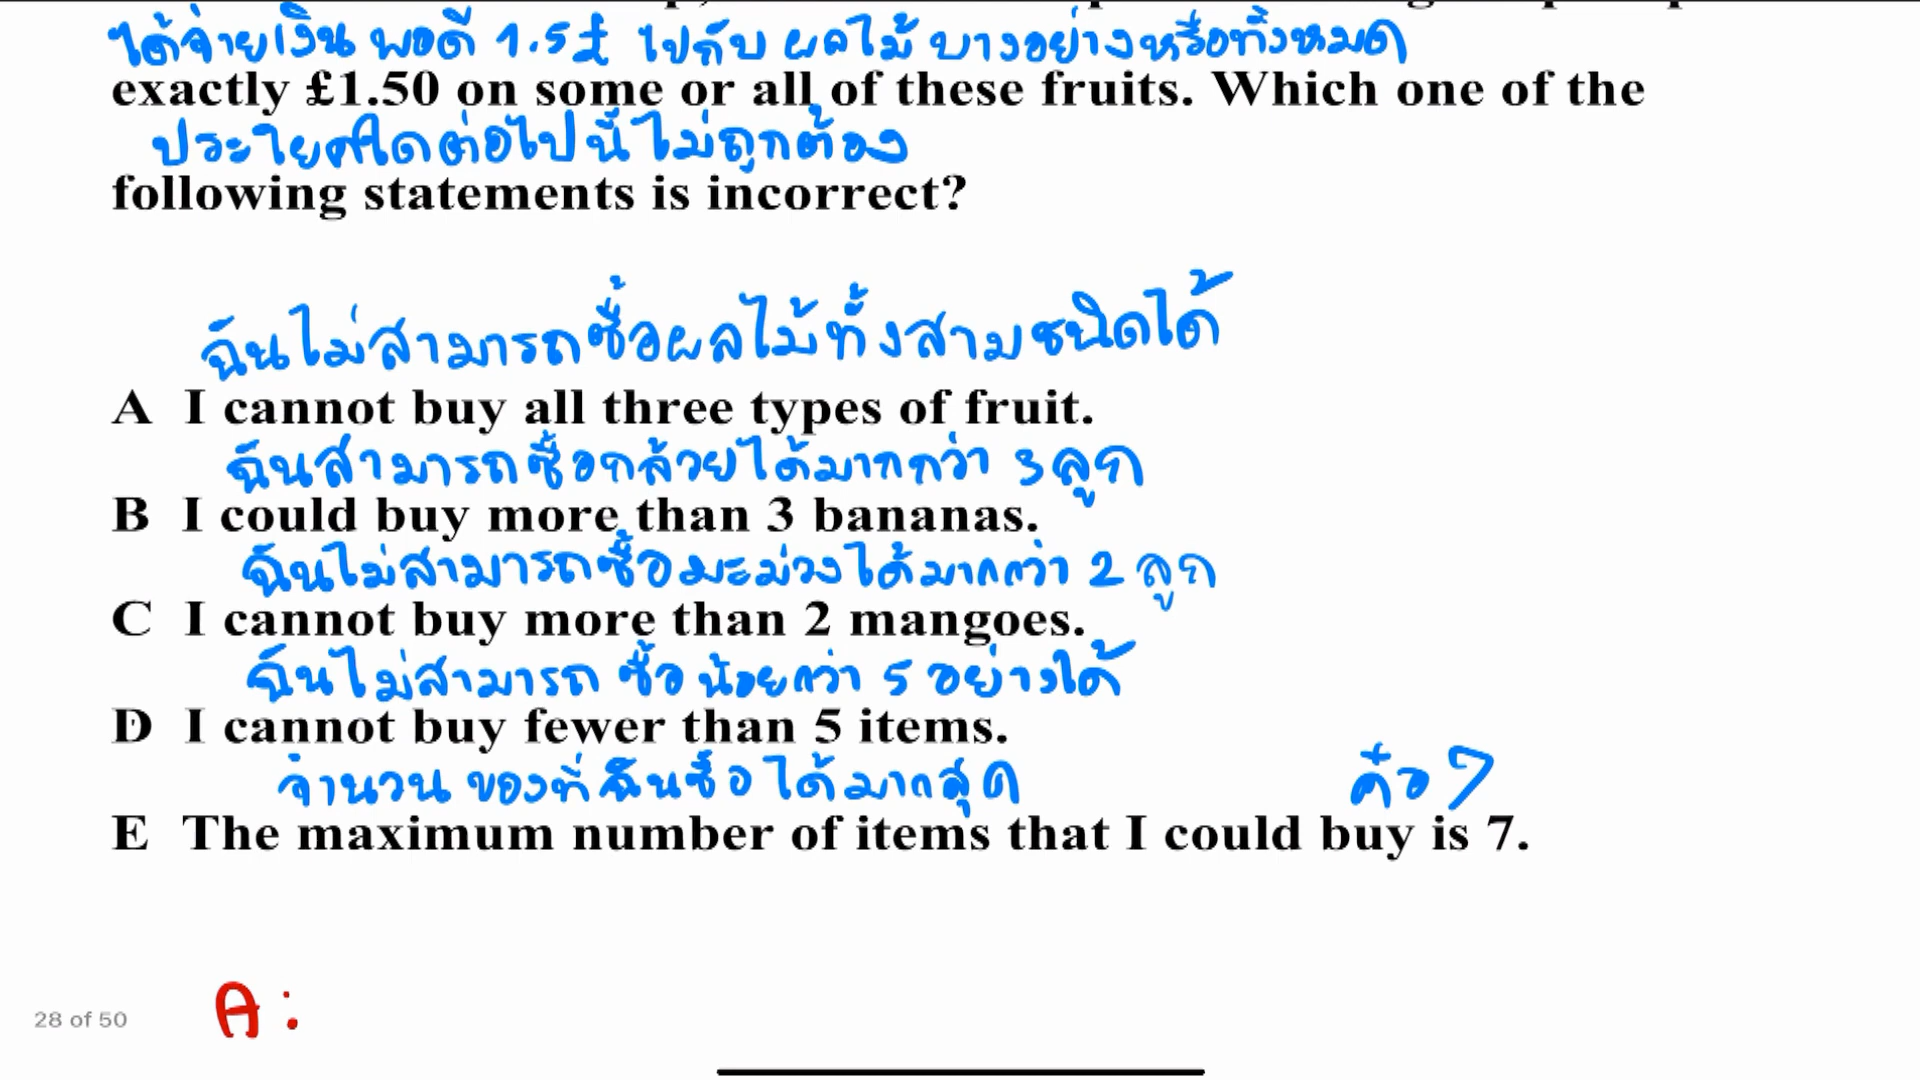 ได้จ่ายเงิน พอดี 1.5£ ไปกับ ผลไม้ บางอย่างหรือทั้งหมด
exactly £1.50 on some or all of these fruits. Which one of the
ประโยคใดต่อไปนี้ไม่ถูกต้อง
following statements is incorrect?
ฉันไม่สามารถซื้อผลไม้ทั้งสามชนิดได้
A I cannot buy all three types of fruit.
ฉันสามารถซื้อกล้วยได้มากกว่า 3 ลูก
B I could buy more than 3 bananas.
ฉันไม่สามารถซื้อมะม่วงได้มากกว่า 2 ลูก
C I cannot buy more than 2 mangoes.
ฉันไม่สามารถ ซื้อ น้อยกว่า 5 อย่างได้
D I cannot buy fewer than 5 items.
จำนวน ของที่ฉันซื้อ ได้มากสุด คือ 7
E The maximum number of items that I could buy is 7.
A:
28 of 50